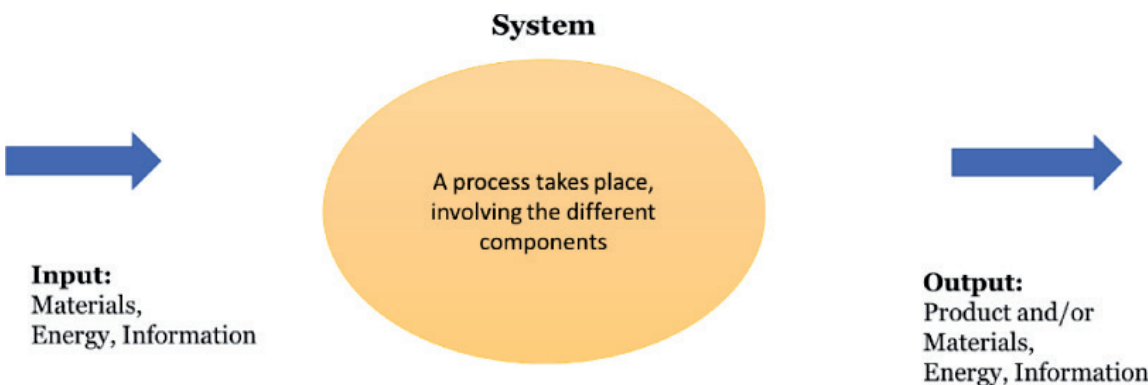 System
A process takes place,
involving the different
components
Input:
Materials,
Energy, Information
Output:
Product and/or
Materials,
Energy, Information